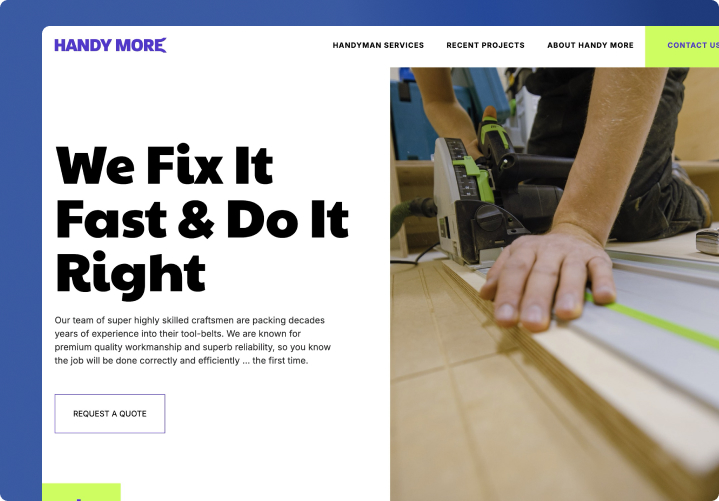 HANDY MORE
HANDYMAN SERVICES
RECENT PROJECTS
ABOUT HANDY MORE
CONTACT US
We Fix It
Fast & Do It
Right
Our team of super highly skilled craftsmen are packing decades
years of experience into their tool-belts. We are known for
premium quality workmanship and superb reliability, so you know
the job will be done correctly and efficiently ... the first time.
REQUEST A QUOTE